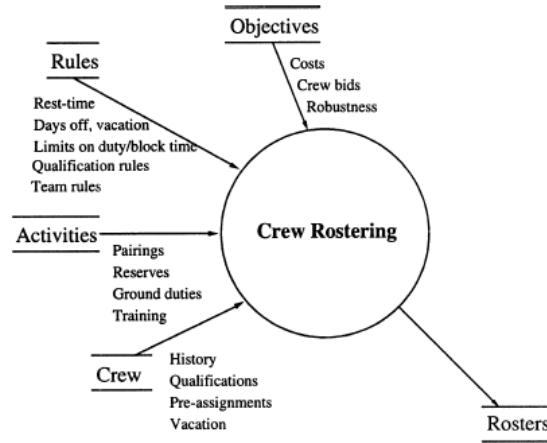 Objectives
Costs
Crew bids
Robustness
Rules
Rest-time
Days off, vacation
Limits on duty/block time
Qualification rules
Team rules
Activities
Pairings
Reserves
Ground duties
Training
Crew
History
Qualifications
Pre-assignments
Vacation
Crew Rostering
Rosters